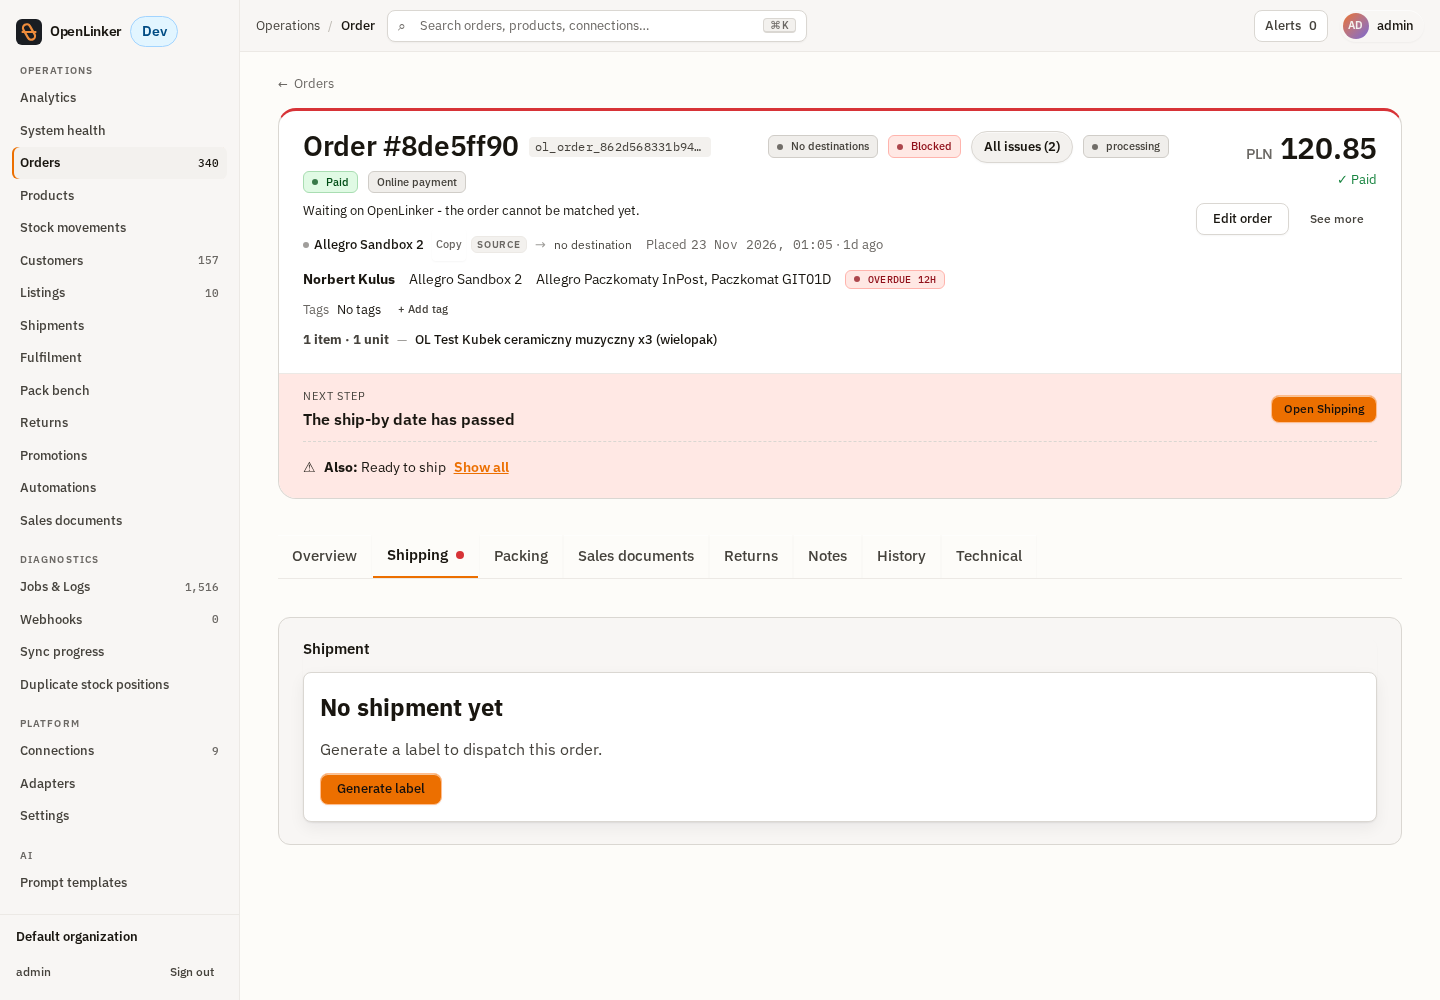 OpenLinker Dev
OPERATIONS
Analytics
System health
Orders 340
Products
Stock movements
Customers 157
Listings 10
Shipments
Fulfilment
Pack bench
Returns
Promotions
Automations
Sales documents
DIAGNOSTICS
Jobs & Logs 1,516
Webhooks 0
Sync progress
Duplicate stock positions
PLATFORM
Connections 9
Adapters
Settings
AI
Prompt templates
Default organization
admin Sign out
Operations / Order
Search orders, products, connections... ⌘K
Alerts 0
AD admin
← Orders
Order #8de5ff90 ol_order_862d568331b94…
No destinations Blocked All issues (2) processing
PLN 120.85
Paid Online payment
✓ Paid
Waiting on OpenLinker - the order cannot be matched yet.
Edit order See more
Allegro Sandbox 2 Copy SOURCE → no destination Placed 23 Nov 2026, 01:05 · 1d ago
Norbert Kulus Allegro Sandbox 2 Allegro Paczkomaty InPost, Paczkomat GIT01D OVERDUE 12H
Tags No tags + Add tag
1 item · 1 unit — OL Test Kubek ceramiczny muzyczny x3 (wielopak)
NEXT STEP
The ship-by date has passed
Open Shipping
⚠ Also: Ready to ship Show all
Overview Shipping Packing Sales documents Returns Notes History Technical
Shipment
No shipment yet
Generate a label to dispatch this order.
Generate label